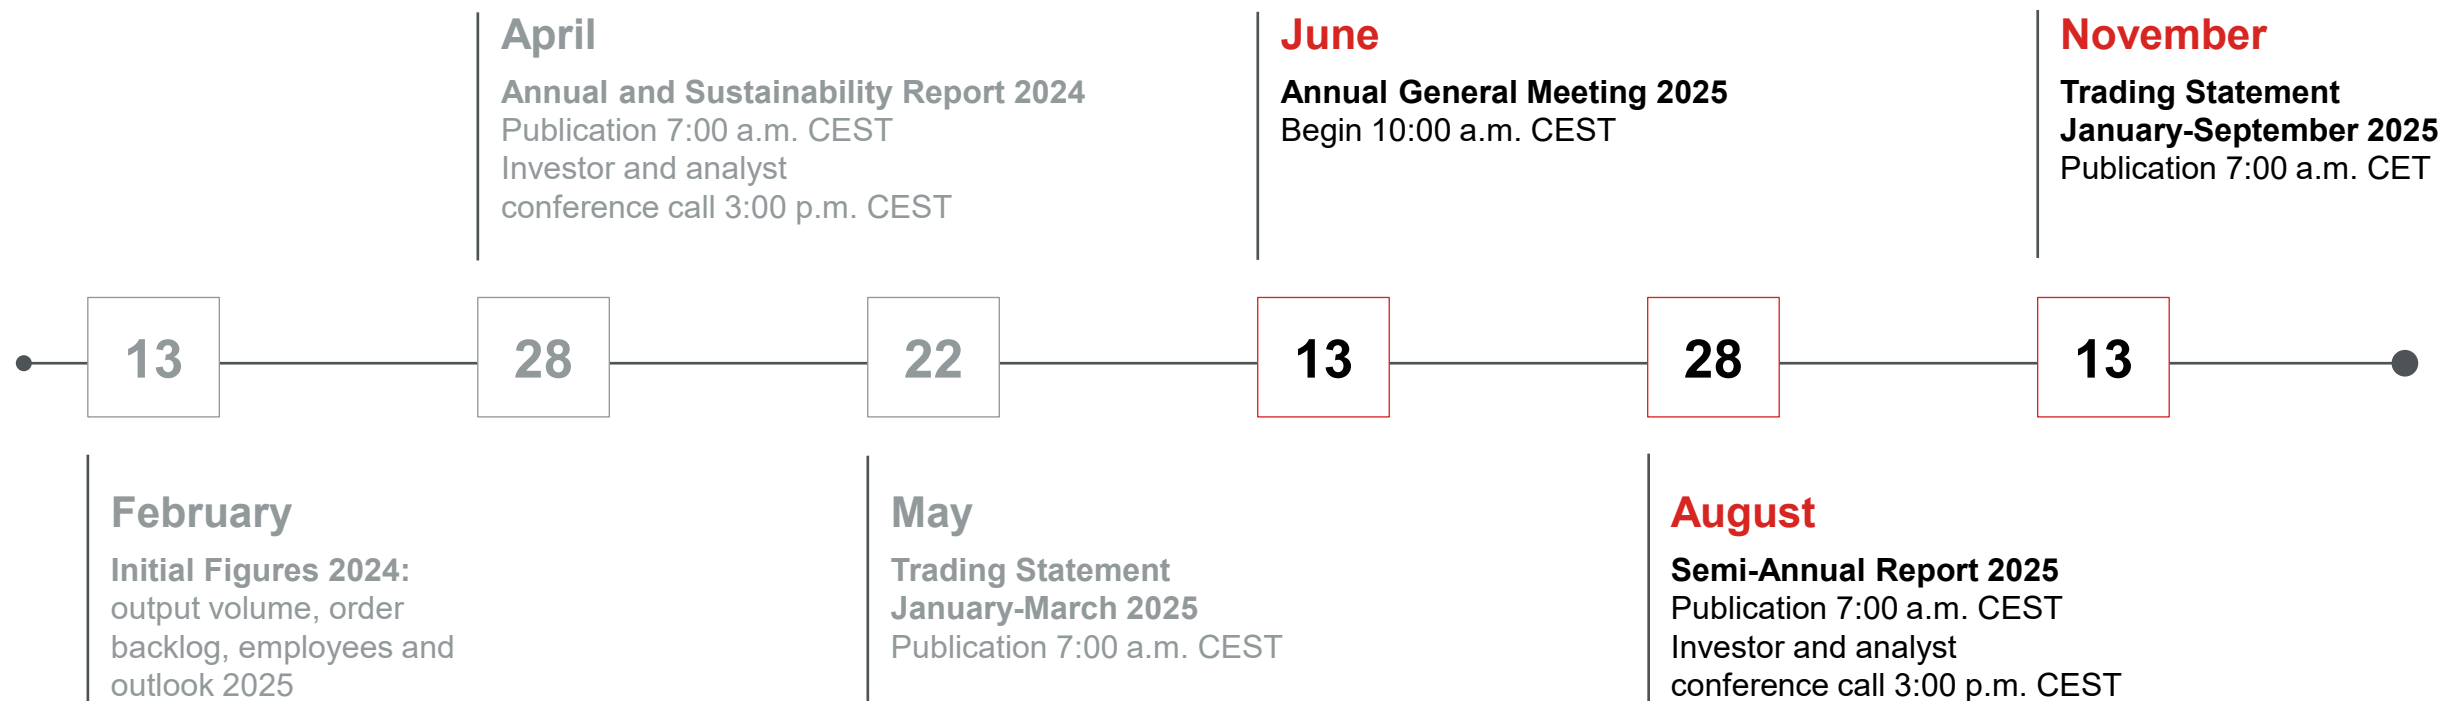 April
Annual and Sustainability Report 2024
Publication 7:00 a.m. CEST
Investor and analyst
conference call 3:00 p.m. CEST
June
Annual General Meeting 2025
Begin 10:00 a.m. CEST
November
Trading Statement
January-September 2025
Publication 7:00 a.m. CET
13
28
22
13
28
13
February
Initial Figures 2024:
output volume, order
backlog, employees and
outlook 2025
May
Trading Statement
January-March 2025
Publication 7:00 a.m. CEST
August
Semi-Annual Report 2025
Publication 7:00 a.m. CEST
Investor and analyst
conference call 3:00 p.m. CEST